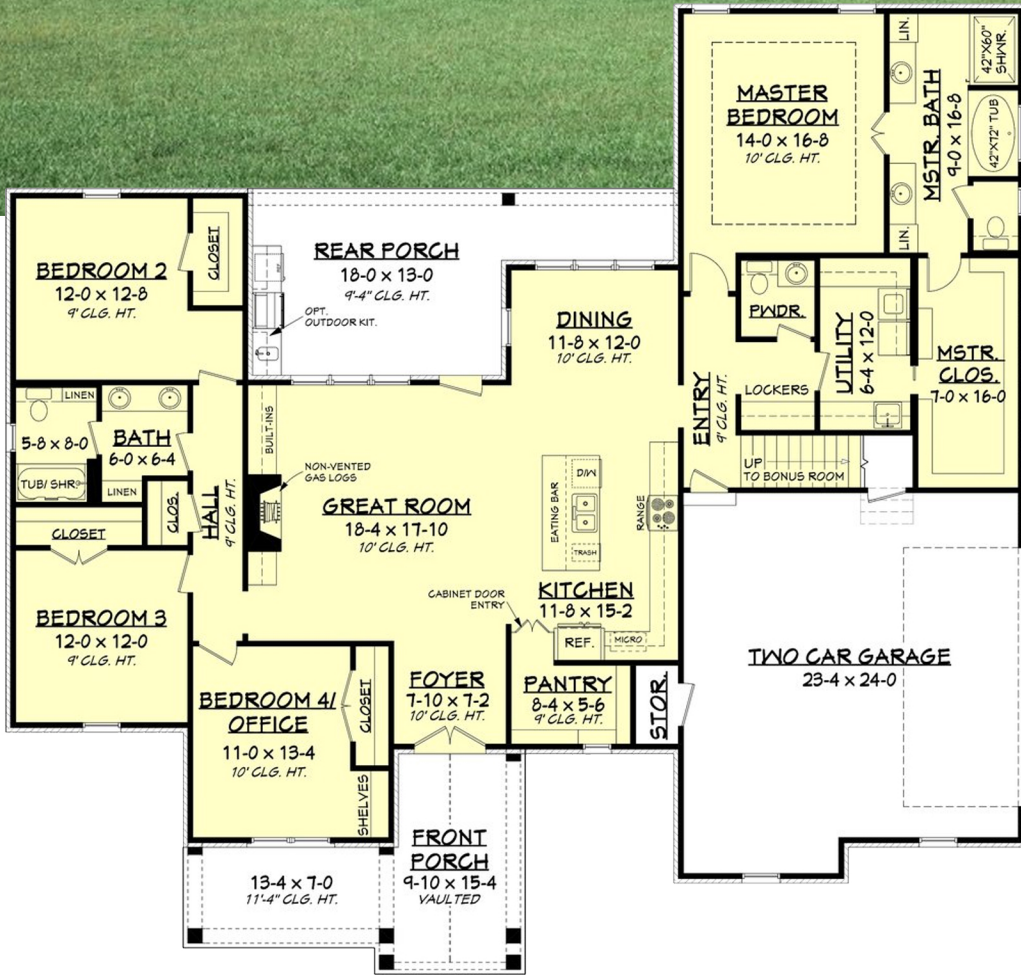 MASTER
BEDROOM
14-0 x 16-8
10' CLG. HT.
LIN.
MSTR. BATH
9-0 x 16-8
LIN.
42"X60"
SHWR.
42"X72" TUB
BEDROOM 2
12-0 x 12-8
9' CLG. HT.
CLOSET
REAR PORCH
18-0 x 13-0
9'-4" CLG. HT.
OPT.
OUTDOOR KIT.
DINING
11-8 x 12-0
10' CLG. HT.
PWDR.
UTILITY
6-4 x 12-0
MSTR.
CLOS.
7-0 x 16-0
LOCKERS
ENTRY
9' CLG. HT.
UP
TO BONUS ROOM
LINEN
5-8 x 8-0
TUB/ SHR.
BATH
6-0 x 6-4
LINEN
CLOS.
HALL
9' CLG. HT.
BUILT-INS
NON-VENTED
GAS LOGS
GREAT ROOM
18-4 x 17-10
10' CLG. HT.
EATING BAR
D/W
TRASH
RANGE
KITCHEN
11-8 x 15-2
CABINET DOOR
ENTRY
REF.
MICRO
CLOSET
BEDROOM 3
12-0 x 12-0
9' CLG. HT.
BEDROOM 4/
OFFICE
11-0 x 13-4
10' CLG. HT.
CLOSET
SHELVES
FOYER
7-10 x 7-2
10' CLG. HT.
PANTRY
8-4 x 5-6
9' CLG. HT.
STOR.
TWO CAR GARAGE
23-4 x 24-0
FRONT
PORCH
9-10 x 15-4
VAULTED
13-4 x 7-0
11'-4" CLG. HT.